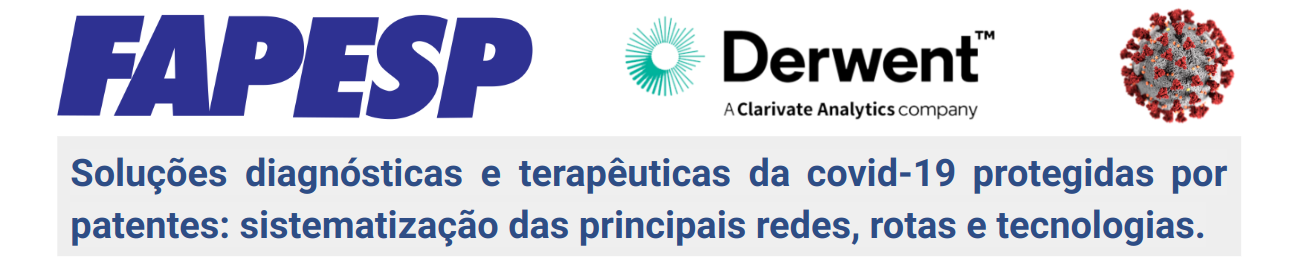 FAPESP
Derwent™
A Clarivate Analytics company
Soluções diagnósticas e terapêuticas da covid-19 protegidas por
patentes: sistematização das principais redes, rotas e tecnologias.